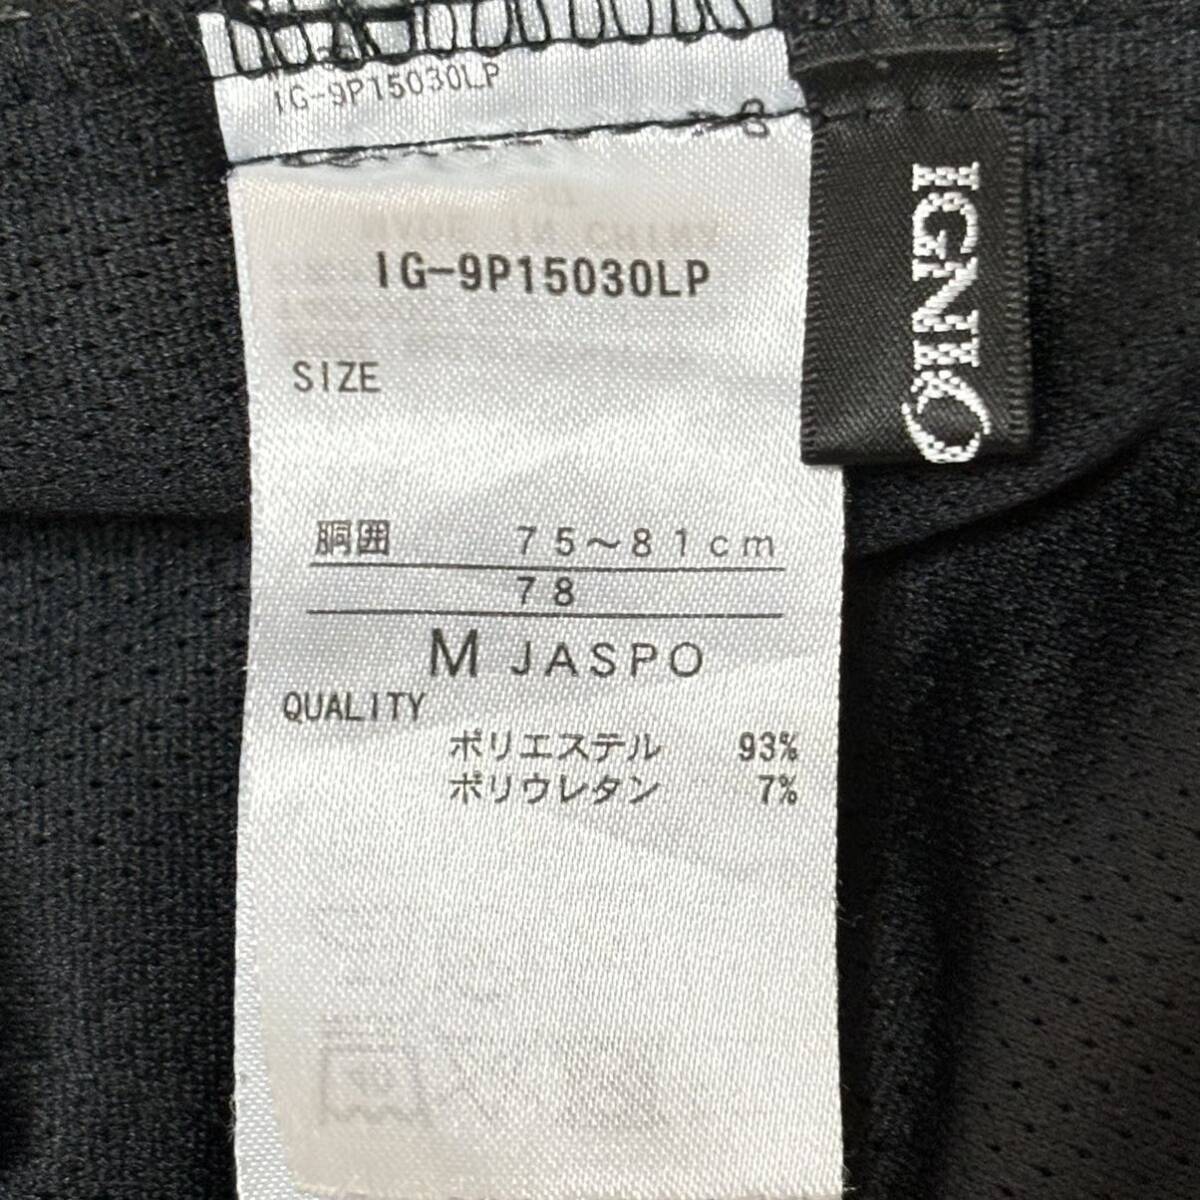 IG-9P15030LP
IG-9P15030LP
SIZE
胴囲 75～81cm
78
M JASPO
QUALITY
ポリエステル 93%
ポリウレタン 7%
IGNIO